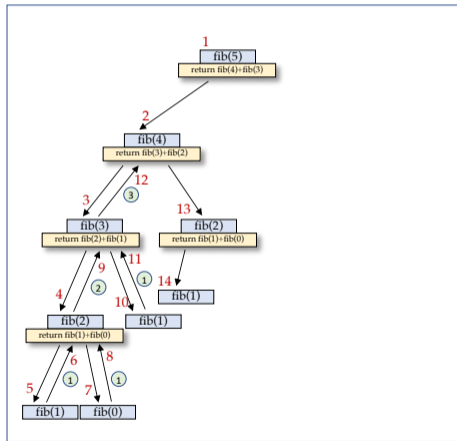 1
fib(5)
return fib(4)+fib(3)
2
fib(4)
return fib(3)+fib(2)
3
12
3
13
fib(3)
return fib(2)+fib(1)
fib(2)
return fib(1)+fib(0)
4
9
2
10
11
1
14
fib(1)
fib(2)
return fib(1)+fib(0)
fib(1)
5
6
1
7
8
1
fib(1)
fib(0)